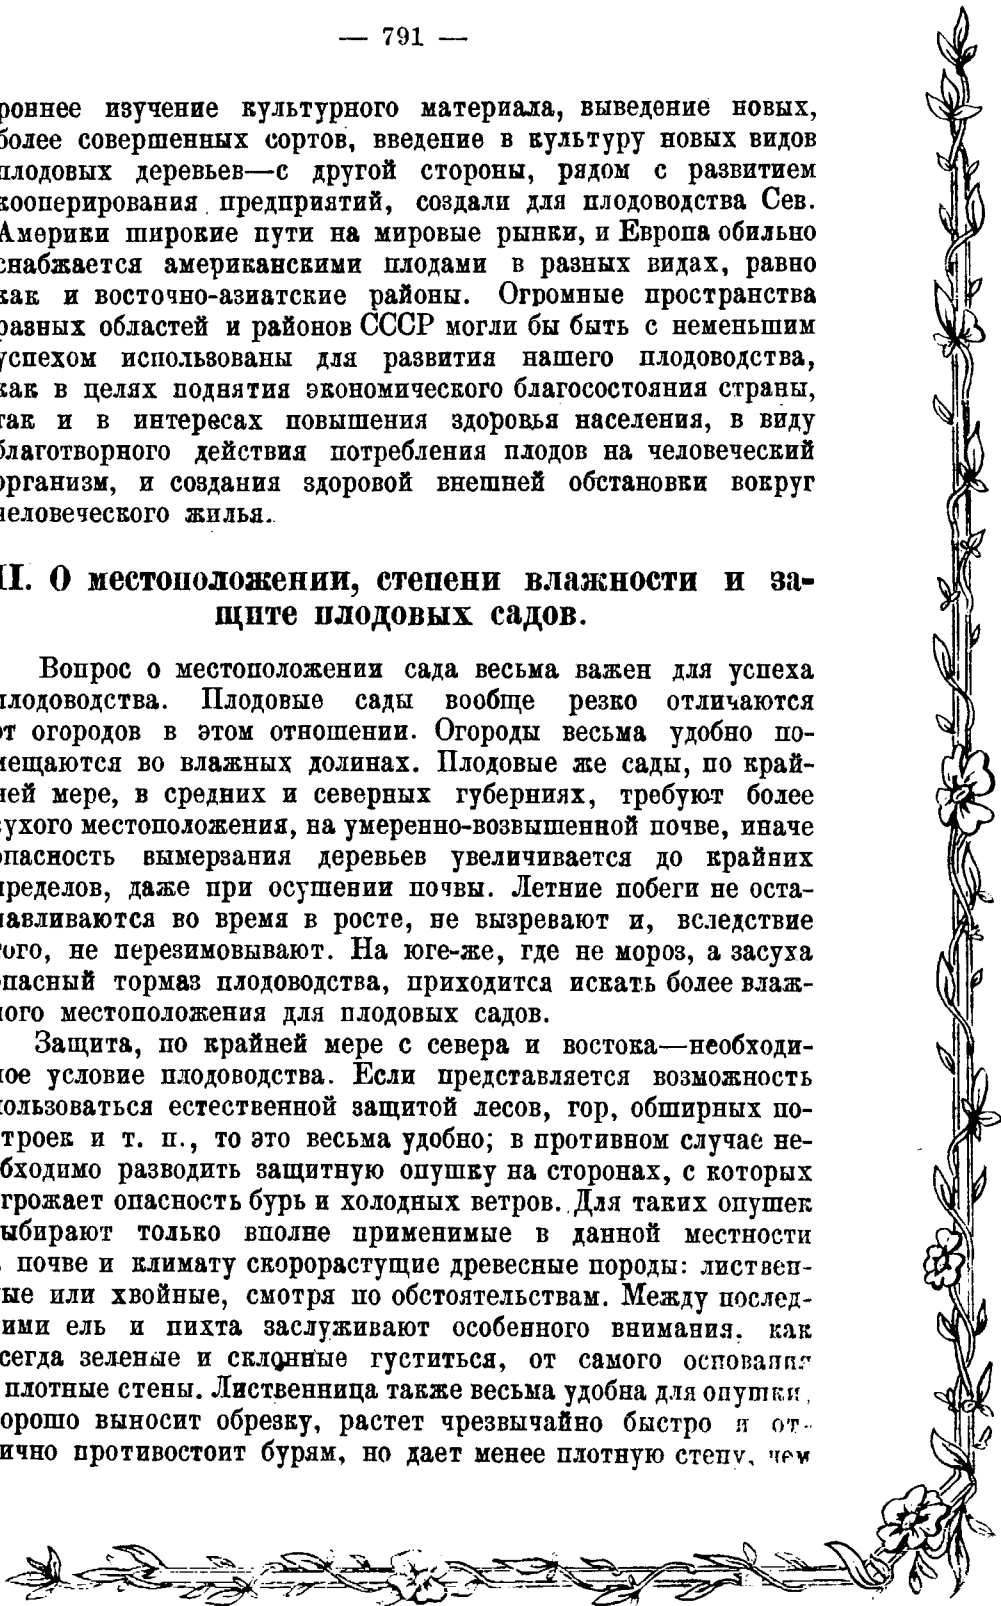 — 791 —
роннее изучение культурного материала, выведение новых,
более совершенных сортов, введение в культуру новых видов
плодовых деревьев—с другой стороны, рядом с развитием
кооперирования предприятий, создали для плодоводства Сев.
Америки широкие пути на мировые рынки, и Европа обильно
снабжается американскими плодами в разных видах, равно
как и восточно-азиатские районы. Огромные пространства
разных областей и районов СССР могли бы быть с неменьшим
успехом использованы для развития нашего плодоводства,
как в целях поднятия экономического благосостояния страны,
так и в интересах повышения здоровья населения, в виду
благотворного действия потребления плодов на человеческий
организм, и создания здоровой внешней обстановки вокруг
человеческого жилья.
II. О местоположении, степени влажности и за-
щите плодовых садов.
Вопрос о местоположении сада весьма важен для успеха
плодоводства. Плодовые сады вообще резко отличаются
от огородов в этом отношении. Огороды весьма удобно по-
мещаются во влажных долинах. Плодовые же сады, по край-
ней мере, в средних и северных губерниях, требуют более
сухого местоположения, на умеренно-возвышенной почве, иначе
опасность вымерзания деревьев увеличивается до крайних
пределов, даже при осушении почвы. Летние побеги не оста-
навливаются во время в росте, не вызревают и, вследствие
того, не перезимовывают. На юге-же, где не мороз, а засуха
опасный тормаз плодоводства, приходится искать более влаж-
ного местоположения для плодовых садов.
Защита, по крайней мере с севера и востока—необходи-
мое условие плодоводства. Если представляется возможность
пользоваться естественной защитой лесов, гор, обширных по-
троек и т. п., то это весьма удобно; в противном случае не-
бходимо разводить защитную опушку на сторонах, с которых
грожает опасность бурь и холодных ветров. Для таких опушек
ыбирают только вполне применимые в данной местности
почве и климату скорорастущие древесные породы: листвен-
ые или хвойные, смотря по обстоятельствам. Между послед-
ими ель и пихта заслуживают особенного внимания, как
сегда зеленые и склонные густиться, от самого основания
плотные стены. Лиственница также весьма удобна для опушки,
орошо выносит обрезку, растет чрезвычайно быстро и от-
ично противостоит бурям, но дает менее плотную стену, чем